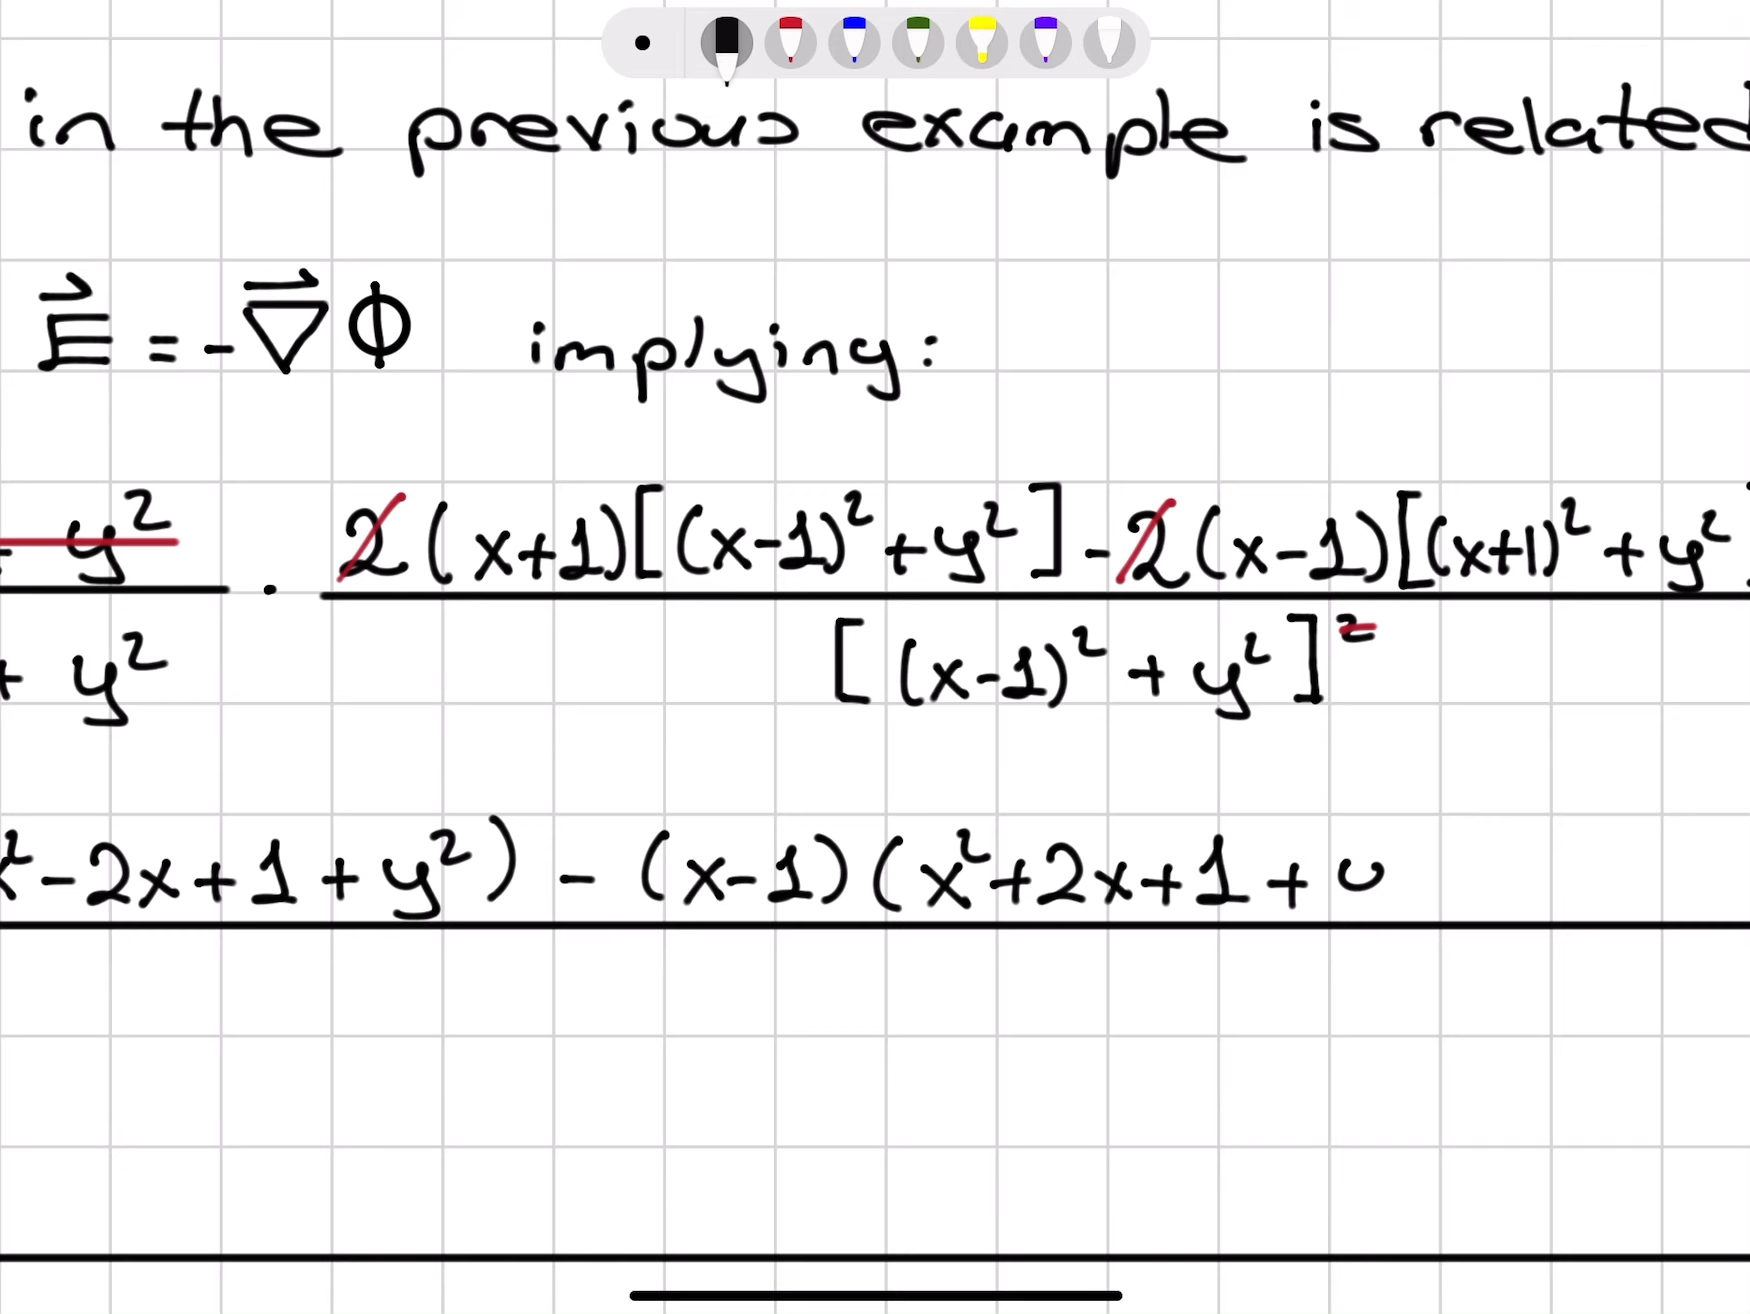 in the previous example is related
E⃗ = -∇⃗Φ implying:
y² · 2(x+1)[(x-1)²+y²] - 2(x-1)[(x+1)²+y²
+ y² [(x-1)² + y²]²
x²-2x+1+y²) - (x-1)(x²+2x+1+